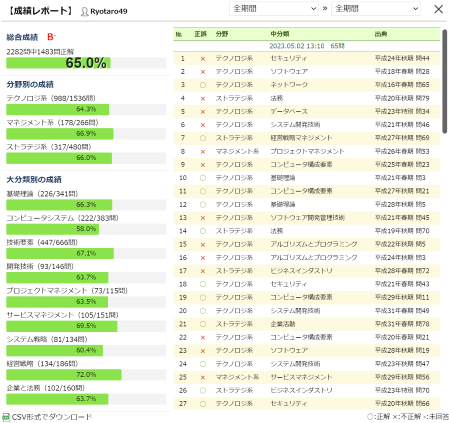 【成績レポート】 Ryotaro49 全期間 » 全期間 ×
総合成績 B-
2282問中1483問正解
65.0%
分野別の成績
テクノロジ系 (988/1536問)
64.3%
マネジメント系 (178/266問)
66.9%
ストラテジ系 (317/480問)
66.0%
大分類別の成績
基礎理論 (226/341問)
66.3%
コンピュータシステム (222/383問)
58.0%
技術要素 (447/666問)
67.1%
開発技術 (93/146問)
63.7%
プロジェクトマネジメント (73/115問)
63.5%
サービスマネジメント (105/151問)
69.5%
システム戦略 (81/134問)
60.4%
経営戦略 (134/186問)
72.0%
企業と法務 (102/160問)
63.7%
CSV形式でダウンロード
№ 正誤 分野 中分類 出典
2023.05.02 13:10 65問
1 × テクノロジ系 セキュリティ 平成24年秋期 問44
2 × テクノロジ系 ソフトウェア 平成18年春期 問28
3 〇 テクノロジ系 ネットワーク 平成16年春期 問65
4 × ストラテジ系 法務 平成20年秋期 問79
5 × テクノロジ系 データベース 平成23年特別 問34
6 × テクノロジ系 システム開発技術 平成21年秋期 問46
7 〇 ストラテジ系 経営戦略マネジメント 平成27年秋期 問69
8 × マネジメント系 プロジェクトマネジメント 平成26年春期 問53
9 × テクノロジ系 コンピュータ構成要素 平成25年春期 問23
10 〇 テクノロジ系 基礎理論 平成21年春期 問3
11 〇 テクノロジ系 コンピュータ構成要素 平成27年秋期 問21
12 〇 テクノロジ系 基礎理論 平成28年秋期 問5
13 × テクノロジ系 ソフトウェア開発管理技術 平成21年春期 問45
14 〇 ストラテジ系 法務 平成19年秋期 問70
15 × テクノロジ系 アルゴリズムとプログラミング 平成22年秋期 問5
16 × テクノロジ系 アルゴリズムとプログラミング 平成24年秋期 問3
17 × ストラテジ系 ビジネスインダストリ 平成28年春期 問72
18 〇 テクノロジ系 セキュリティ 平成21年春期 問43
19 〇 テクノロジ系 コンピュータ構成要素 平成29年秋期 問11
20 〇 テクノロジ系 システム開発技術 平成31年春期 問49
21 〇 ストラテジ系 企業活動 平成31年春期 問78
22 × テクノロジ系 コンピュータ構成要素 平成20年春期 問21
23 × テクノロジ系 ソフトウェア 平成28年秋期 問19
24 〇 テクノロジ系 システム開発技術 平成23年秋期 問47
25 × マネジメント系 サービスマネジメント 平成29年秋期 問56
26 〇 ストラテジ系 ビジネスインダストリ 平成23年特別 問70
27 〇 テクノロジ系 セキュリティ 平成20年秋期 問66
〇:正解 ×:不正解 -:未回答